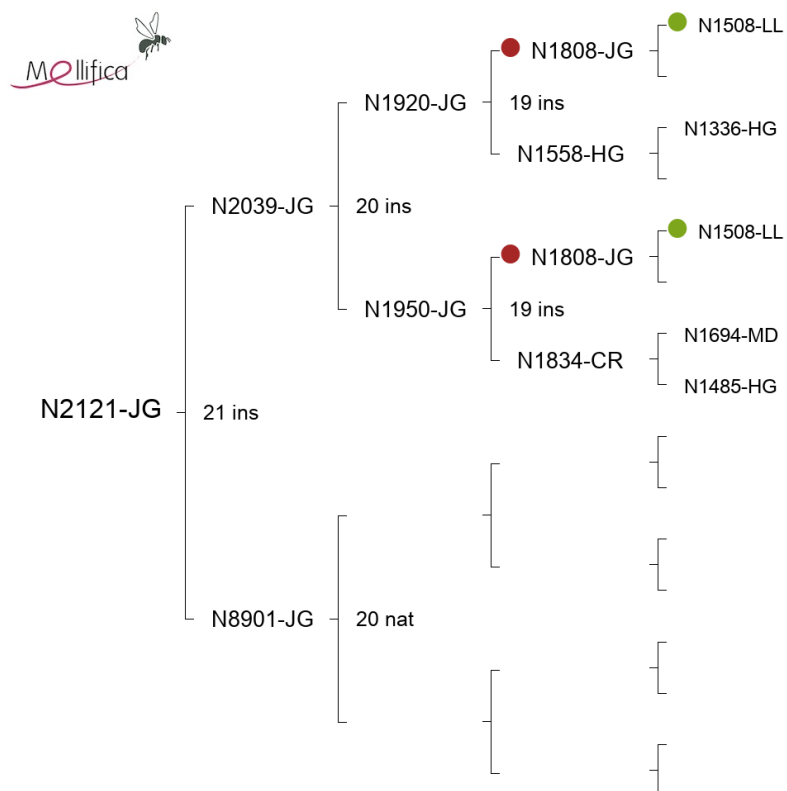 Mellifica
N1508-LL
N1808-JG
N1920-JG
19 ins
N1336-HG
N1558-HG
N2039-JG
20 ins
N1508-LL
N1808-JG
N1950-JG
19 ins
N1694-MD
N1834-CR
N1485-HG
N2121-JG
21 ins
N8901-JG
20 nat